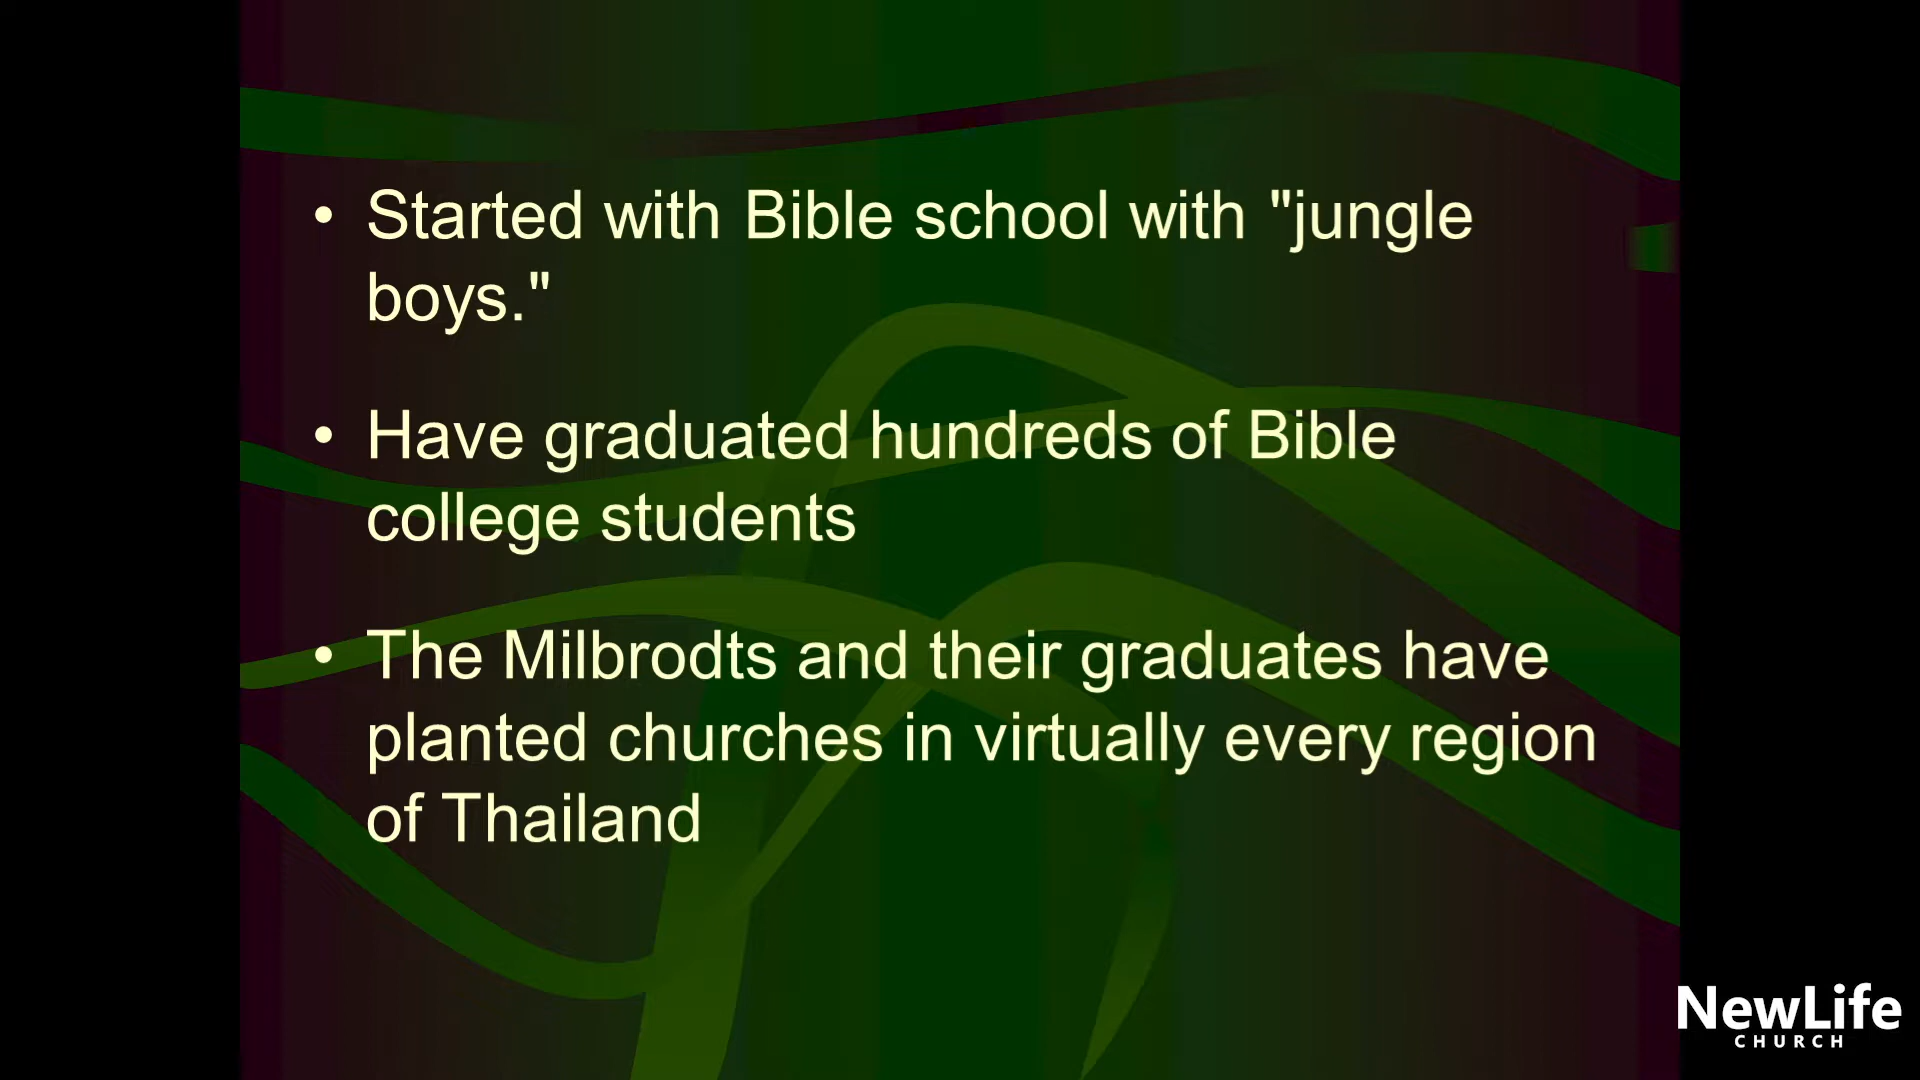 • Started with Bible school with "jungle
boys."
• Have graduated hundreds of Bible
college students
• The Milbrodts and their graduates have
planted churches in virtually every region
of Thailand
NewLife
CHURCH